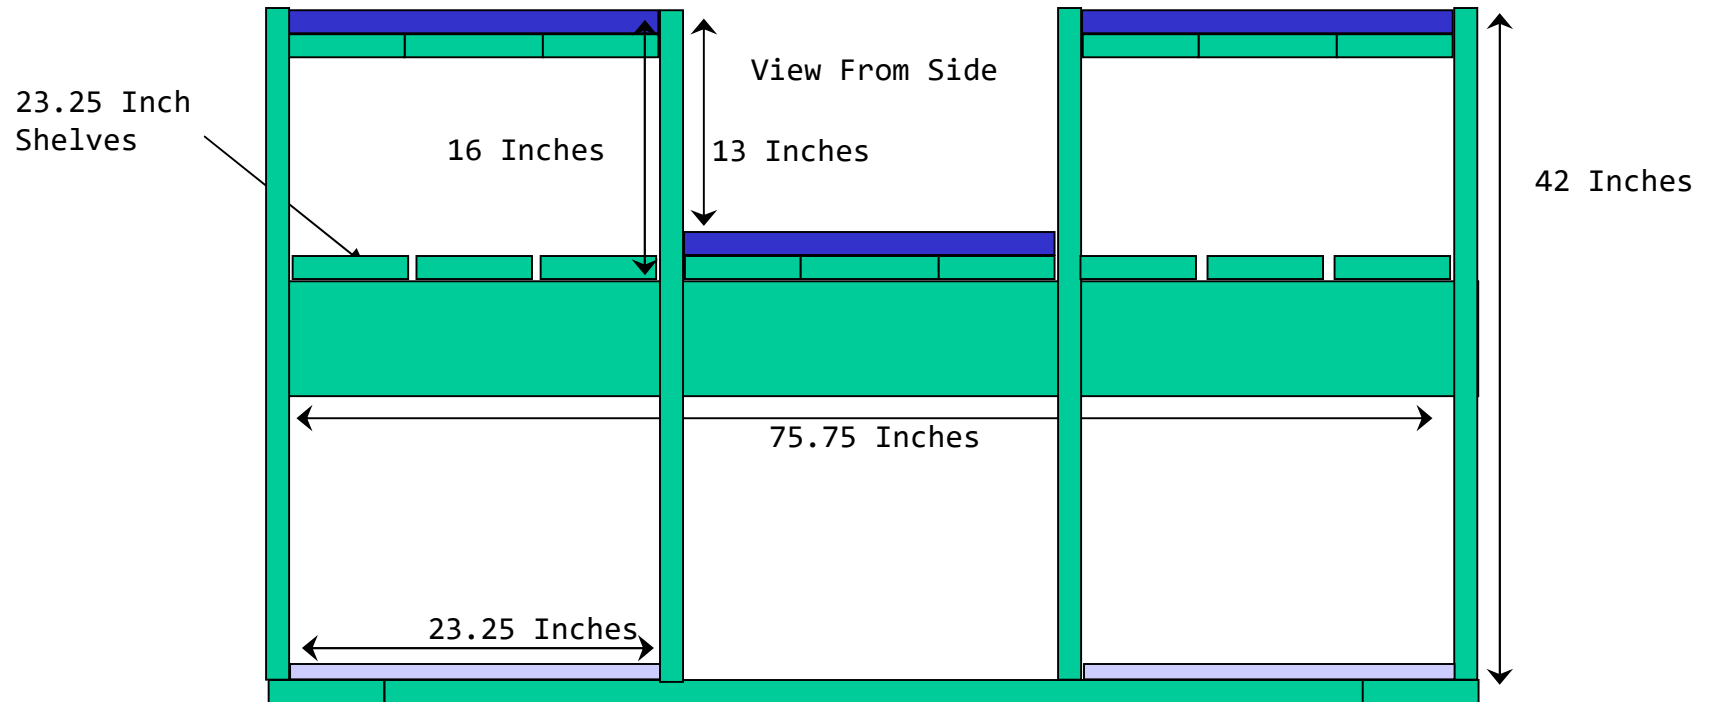 View From Side
23.25 Inch
Shelves
16 Inches
13 Inches
42 Inches
75.75 Inches
23.25 Inches